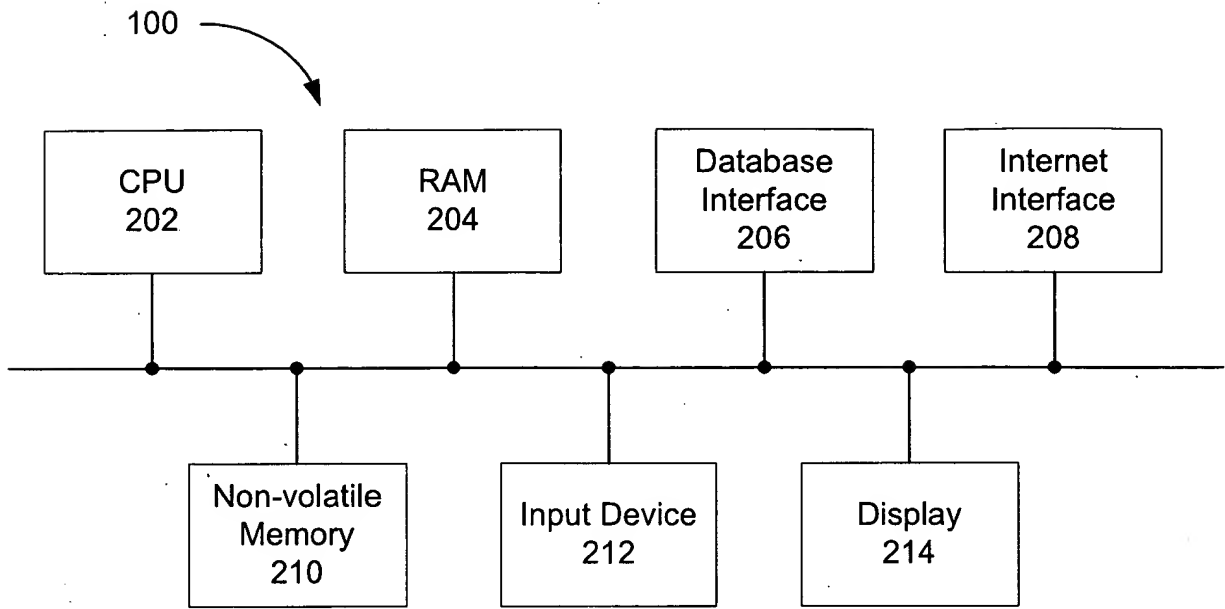 100
CPU
202
RAM
204
Database
Interface
206
Internet
Interface
208
Non-volatile
Memory
210
Input Device
212
Display
214